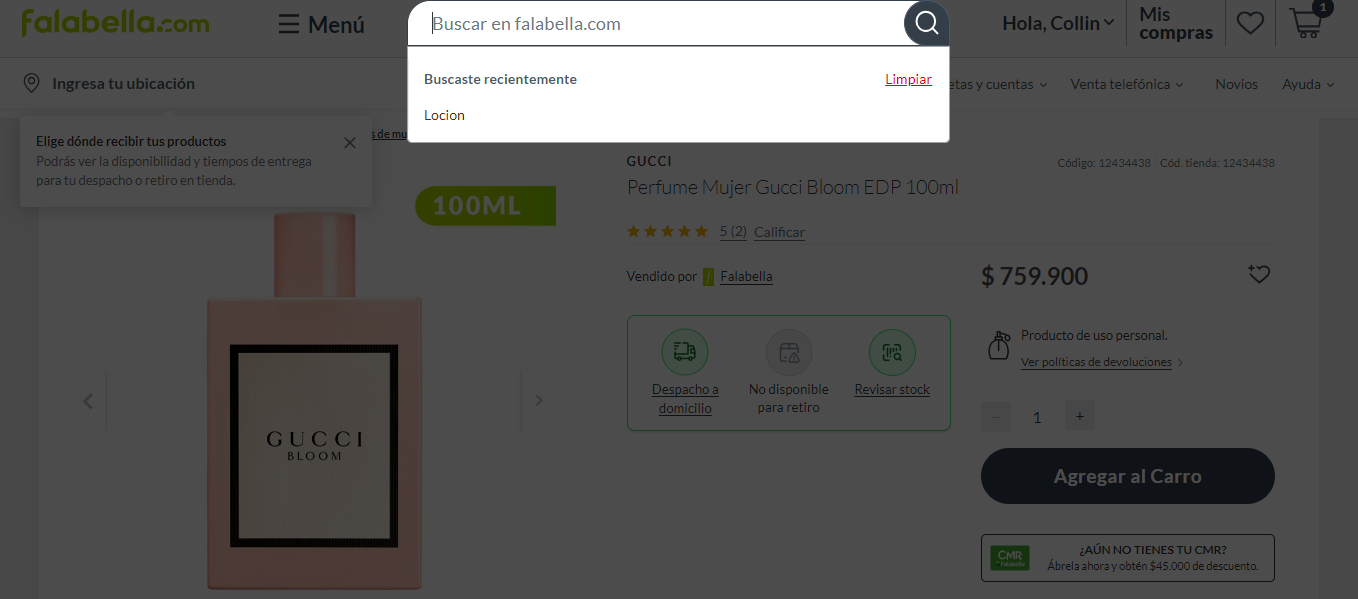 falabella.com
Menú
Buscar en falabella.com
Hola, Collin
Mis
compras
1
Ingresa tu ubicación
Buscaste recientemente
Limpiar
etas y cuentas
Venta telefónica
Novios
Ayuda
Locion
Elige dónde recibir tus productos
Podrás ver la disponibilidad y tiempos de entrega
para tu despacho o retiro en tienda.
s de mu
GUCCI
Código: 12434438 Cód. tienda: 12434438
Perfume Mujer Gucci Bloom EDP 100ml
100ML
5 (2) Calificar
Vendido por
Falabella
$ 759.900
Producto de uso personal.
Ver políticas de devoluciones
Despacho a
domicilio
No disponible
para retiro
Revisar stock
- 1 +
GUCCI
BLOOM
Agregar al Carro
CMR
Falabella
¿AÚN NO TIENES TU CMR?
Ábrela ahora y obtén $45.000 de descuento.